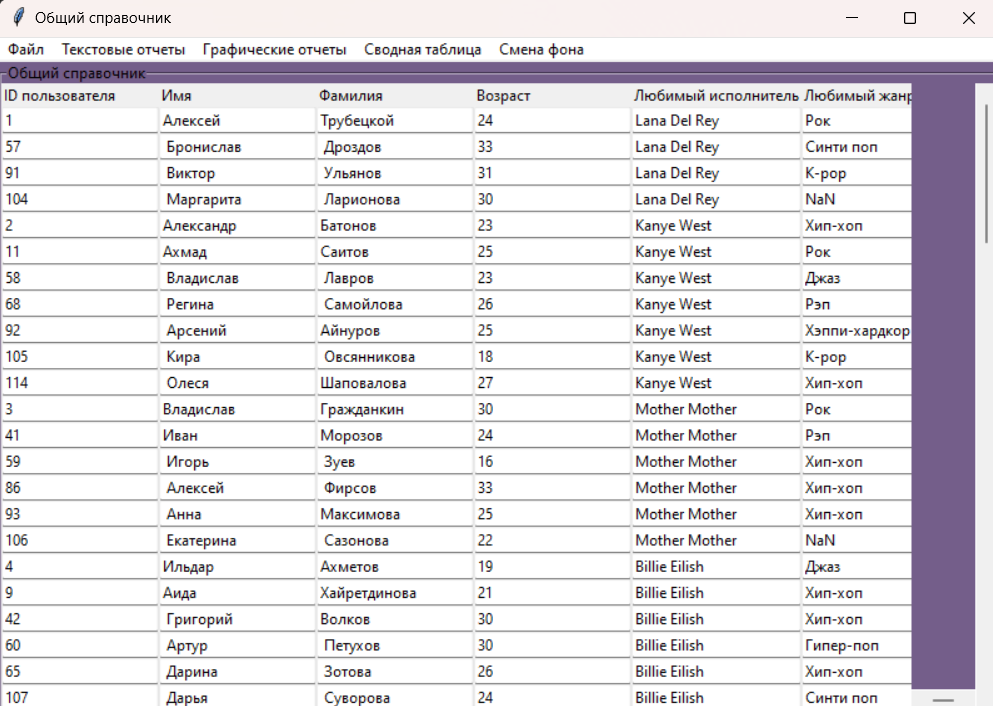 Общий справочник
Файл Текстовые отчеты Графические отчеты Сводная таблица Смена фона
Общий справочник
ID пользователя Имя Фамилия Возраст Любимый исполнитель Любимый жанр
1 Алексей Трубецкой 24 Lana Del Rey Рок
57 Бронислав Дроздов 33 Lana Del Rey Синти поп
91 Виктор Ульянов 31 Lana Del Rey K-pop
104 Маргарита Ларионова 30 Lana Del Rey NaN
2 Александр Батонов 23 Kanye West Хип-хоп
11 Ахмад Саитов 25 Kanye West Рок
58 Владислав Лавров 23 Kanye West Джаз
68 Регина Самойлова 26 Kanye West Рэп
92 Арсений Айнуров 25 Kanye West Хэппи-хардкор
105 Кира Овсянникова 18 Kanye West K-pop
114 Олеся Шаповалова 27 Kanye West Хип-хоп
3 Владислав Гражданкин 30 Mother Mother Рок
41 Иван Морозов 24 Mother Mother Рэп
59 Игорь Зуев 16 Mother Mother Хип-хоп
86 Алексей Фирсов 33 Mother Mother Хип-хоп
93 Анна Максимова 25 Mother Mother Хип-хоп
106 Екатерина Сазонова 22 Mother Mother NaN
4 Ильдар Ахметов 19 Billie Eilish Джаз
9 Аида Хайретдинова 21 Billie Eilish Хип-хоп
42 Григорий Волков 30 Billie Eilish Хип-хоп
60 Артур Петухов 30 Billie Eilish Гипер-поп
65 Дарина Зотова 26 Billie Eilish Хип-хоп
107 Дарья Суворова 24 Billie Eilish Синти поп